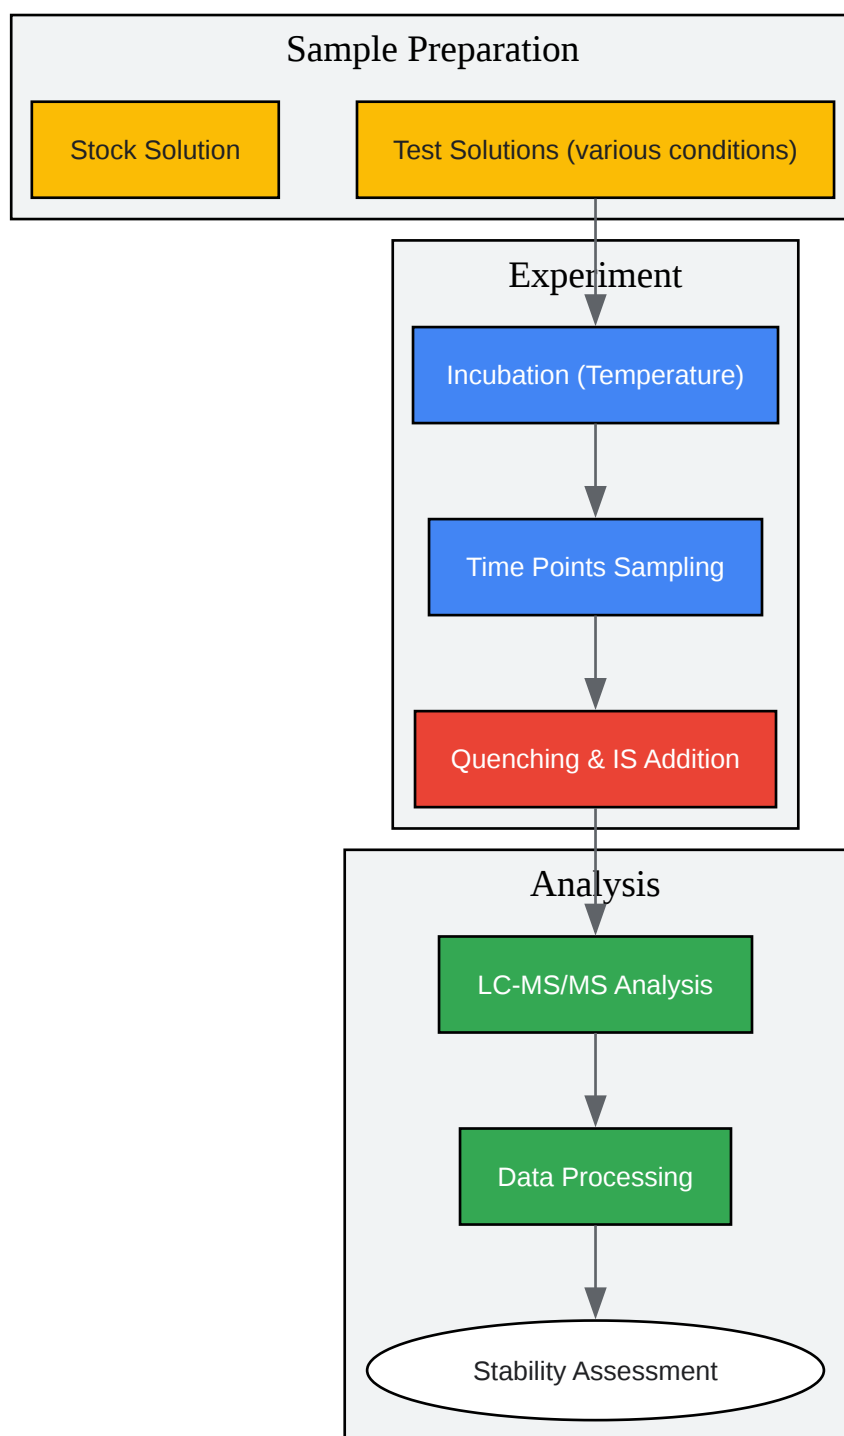 Sample Preparation
Stock Solution
Test Solutions (various conditions)
Experiment
Incubation (Temperature)
Time Points Sampling
Quenching & IS Addition
Analysis
LC-MS/MS Analysis
Data Processing
Stability Assessment